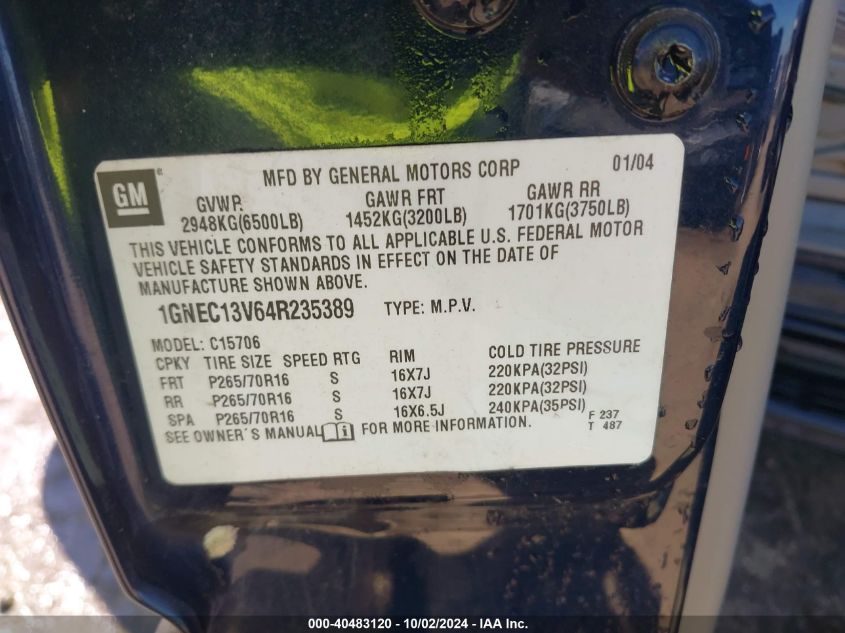 GM
MFD BY GENERAL MOTORS CORP 01/04
GVWR GAWR FRT GAWR RR
2948KG(6500LB) 1452KG(3200LB) 1701KG(3750LB)
THIS VEHICLE CONFORMS TO ALL APPLICABLE U.S. FEDERAL MOTOR
VEHICLE SAFETY STANDARDS IN EFFECT ON THE DATE OF
MANUFACTURE SHOWN ABOVE.
1GNEC13V64R235389 TYPE: M.P.V.
MODEL: C15706
CPKY TIRE SIZE SPEED RTG RIM COLD TIRE PRESSURE
FRT P265/70R16 S 16X7J 220KPA(32PSI)
RR P265/70R16 S 16X7J 220KPA(32PSI)
SPA P265/70R16 S 16X6.5J 240KPA(35PSI)
SEE OWNER'S MANUAL i FOR MORE INFORMATION.
F 237
T 487
000-40483120 - 10/02/2024 - IAA Inc.